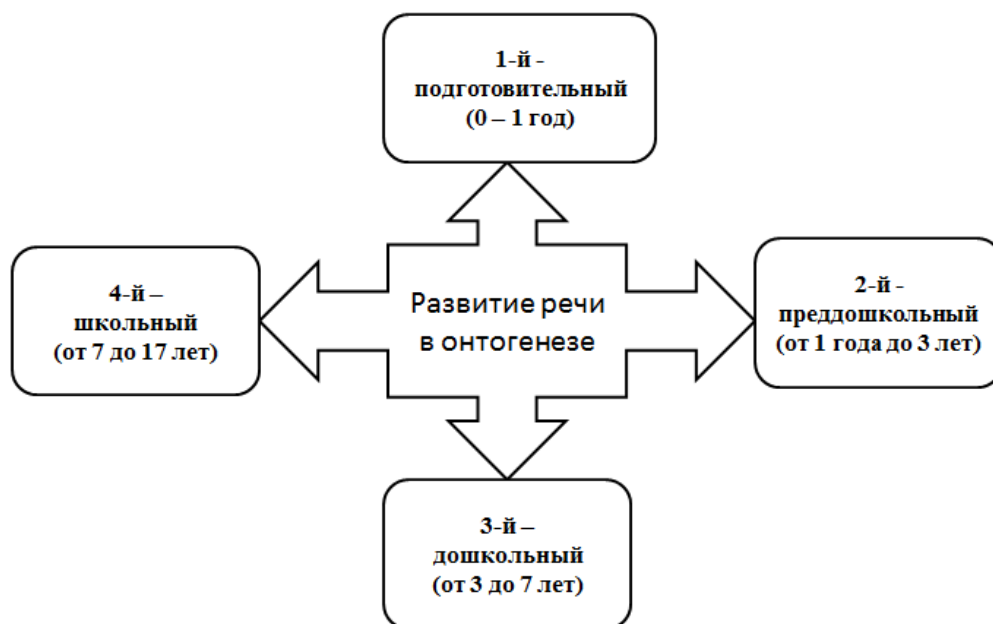 1-й -
подготовительный
(0 – 1 год)
4-й –
школьный
(от 7 до 17 лет)
Развитие речи
в онтогенезе
2-й -
преддошкольный
(от 1 года до 3 лет)
3-й –
дошкольный
(от 3 до 7 лет)